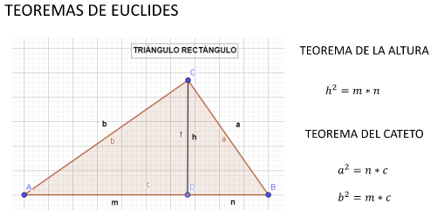 TEOREMAS DE EUCLIDES
TRIÁNGULO RECTÁNGULO
TEOREMA DE LA ALTURA
h² = m * n
TEOREMA DEL CATETO
a² = n * c
b² = m * c
C
b
a
b
f
h
a
c
A
D
B
m
n